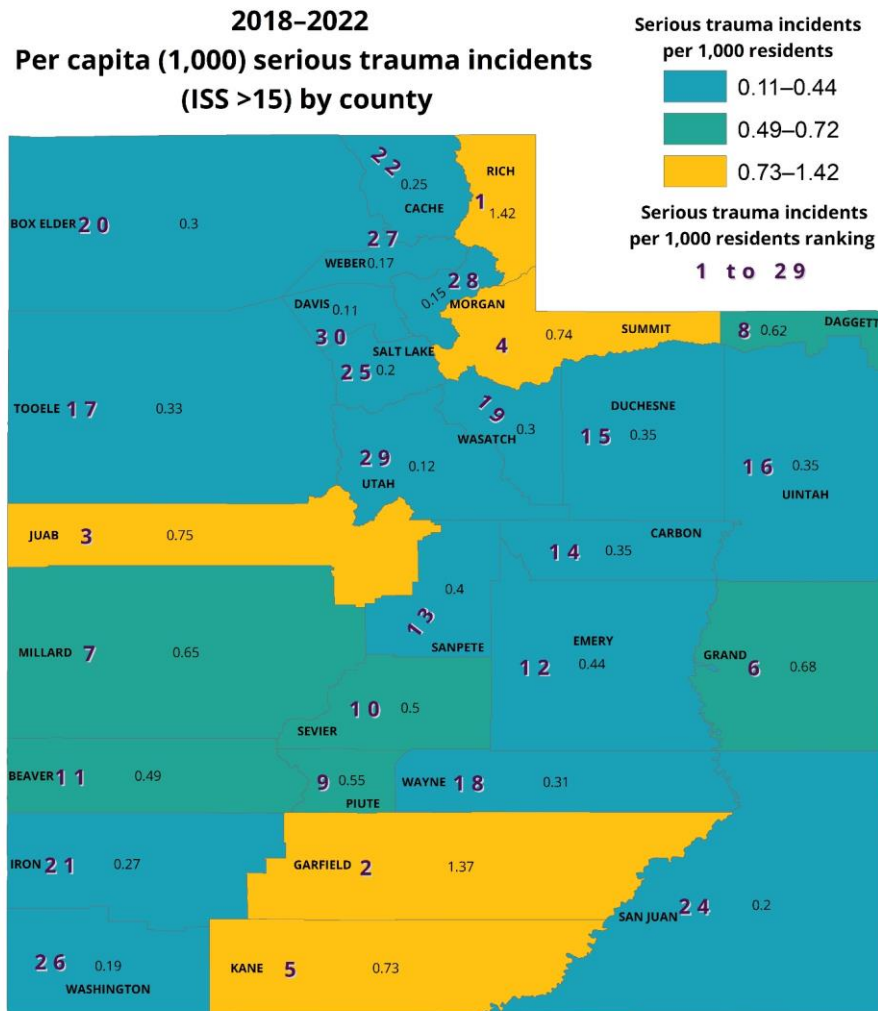 2018–2022
Per capita (1,000) serious trauma incidents
(ISS >15) by county
Serious trauma incidents
per 1,000 residents
0.11–0.44
0.49–0.72
0.73–1.42
Serious trauma incidents
per 1,000 residents ranking
1 to 29
22
0.25
CACHE
RICH
1
1.42
BOX ELDER 20
0.3
27
WEBER 0.17
28
0.15
MORGAN
DAVIS 0.11
30
SALT LAKE
25 0.2
4
0.74
SUMMIT
8 0.62
DAGGETT
TOOELE 17
0.33
19
0.3
WASATCH
DUCHESNE
15 0.35
16 0.35
UINTAH
29 0.12
UTAH
JUAB 3
0.75
CARBON
14 0.35
0.4
13
SANPETE
EMERY
12 0.44
GRAND 6 0.68
MILLARD 7
0.65
10 0.5
SEVIER
BEAVER 11
0.49
9 0.55
PIUTE
WAYNE 18
0.31
IRON 21
0.27
GARFIELD 2
1.37
SAN JUAN 24 0.2
26 0.19
WASHINGTON
KANE 5
0.73